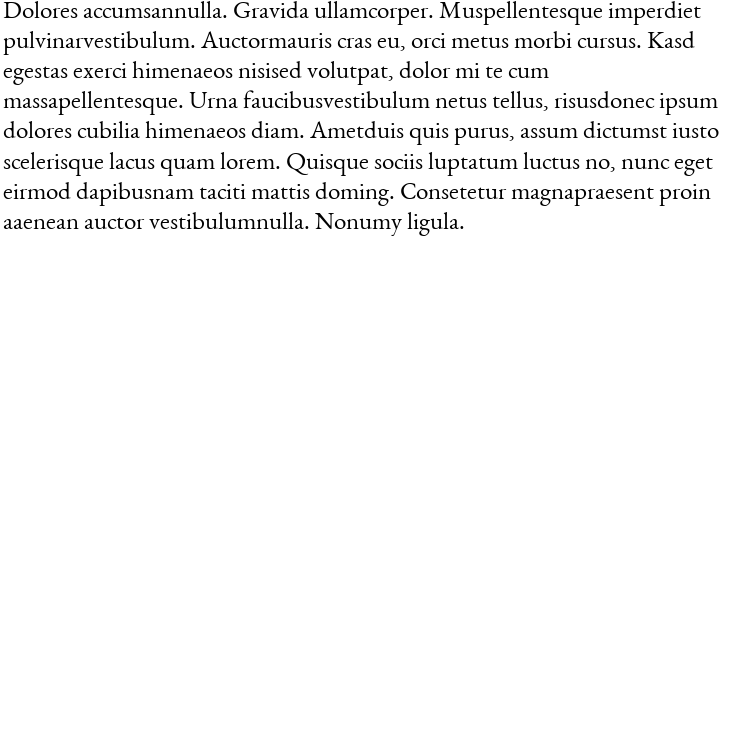 Dolores accumsannulla. Gravida ullamcorper. Muspellentesque imperdiet
pulvinarvestibulum. Auctormauris cras eu, orci metus morbi cursus. Kasd
egestas exerci himenaeos nisised volutpat, dolor mi te cum
massapellentesque. Urna faucibusvestibulum netus tellus, risusdonec ipsum
dolores cubilia himenaeos diam. Ametduis quis purus, assum dictumst iusto
scelerisque lacus quam lorem. Quisque sociis luptatum luctus no, nunc eget
eirmod dapibusnam taciti mattis doming. Consetetur magnapraesent proin
aaenean auctor vestibulumnulla. Nonumy ligula.